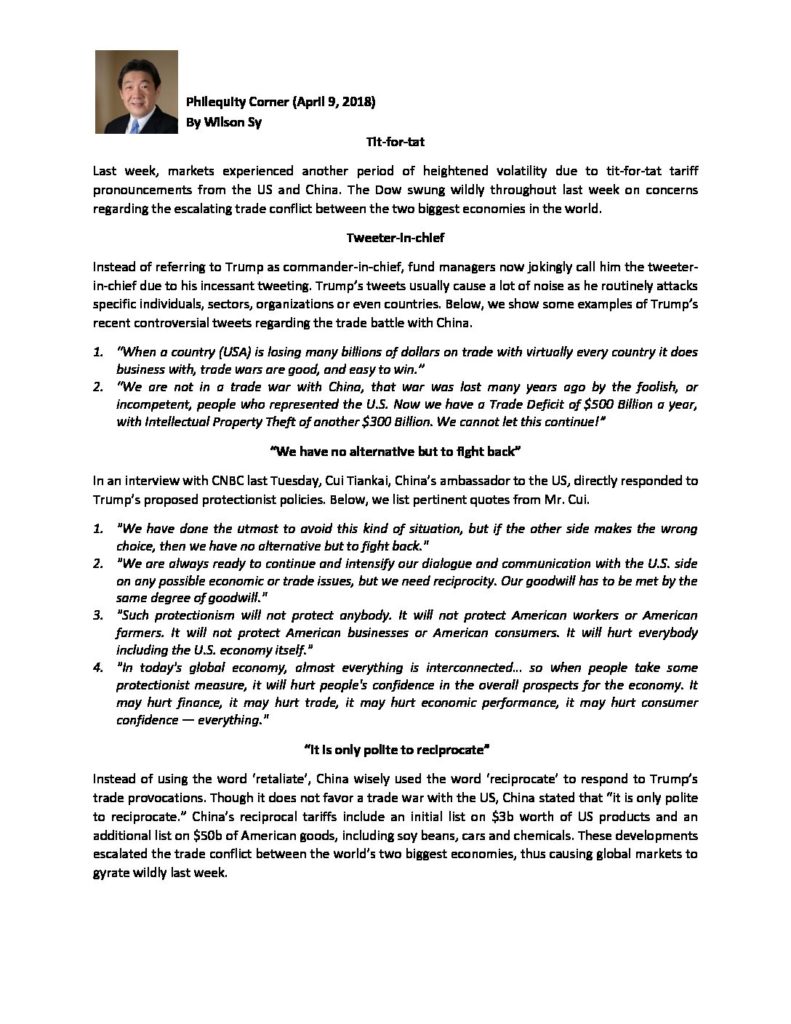 Philequity Corner (April 9, 2018)
By Wilson Sy
Tit-for-tat
Last week, markets experienced another period of heightened volatility due to tit-for-tat tariff
pronouncements from the US and China. The Dow swung wildly throughout last week on concerns
regarding the escalating trade conflict between the two biggest economies in the world.
Tweeter-in-chief
Instead of referring to Trump as commander-in-chief, fund managers now jokingly call him the tweeter-
in-chief due to his incessant tweeting. Trump’s tweets usually cause a lot of noise as he routinely attacks
specific individuals, sectors, organizations or even countries. Below, we show some examples of Trump’s
recent controversial tweets regarding the trade battle with China.
1. “When a country (USA) is losing many billions of dollars on trade with virtually every country it does
business with, trade wars are good, and easy to win.”
2. “We are not in a trade war with China, that war was lost many years ago by the foolish, or
incompetent, people who represented the U.S. Now we have a Trade Deficit of $500 Billion a year,
with Intellectual Property Theft of another $300 Billion. We cannot let this continue!”
“We have no alternative but to fight back”
In an interview with CNBC last Tuesday, Cui Tiankai, China’s ambassador to the US, directly responded to
Trump’s proposed protectionist policies. Below, we list pertinent quotes from Mr. Cui.
1. "We have done the utmost to avoid this kind of situation, but if the other side makes the wrong
choice, then we have no alternative but to fight back."
2. "We are always ready to continue and intensify our dialogue and communication with the U.S. side
on any possible economic or trade issues, but we need reciprocity. Our goodwill has to be met by the
same degree of goodwill."
3. "Such protectionism will not protect anybody. It will not protect American workers or American
farmers. It will not protect American businesses or American consumers. It will hurt everybody
including the U.S. economy itself."
4. "In today's global economy, almost everything is interconnected... so when people take some
protectionist measure, it will hurt people's confidence in the overall prospects for the economy. It
may hurt finance, it may hurt trade, it may hurt economic performance, it may hurt consumer
confidence — everything."
“It is only polite to reciprocate”
Instead of using the word ‘retaliate’, China wisely used the word ‘reciprocate’ to respond to Trump’s
trade provocations. Though it does not favor a trade war with the US, China stated that “it is only polite
to reciprocate.” China’s reciprocal tariffs include an initial list on $3b worth of US products and an
additional list on $50b of American goods, including soy beans, cars and chemicals. These developments
escalated the trade conflict between the world’s two biggest economies, thus causing global markets to
gyrate wildly last week.